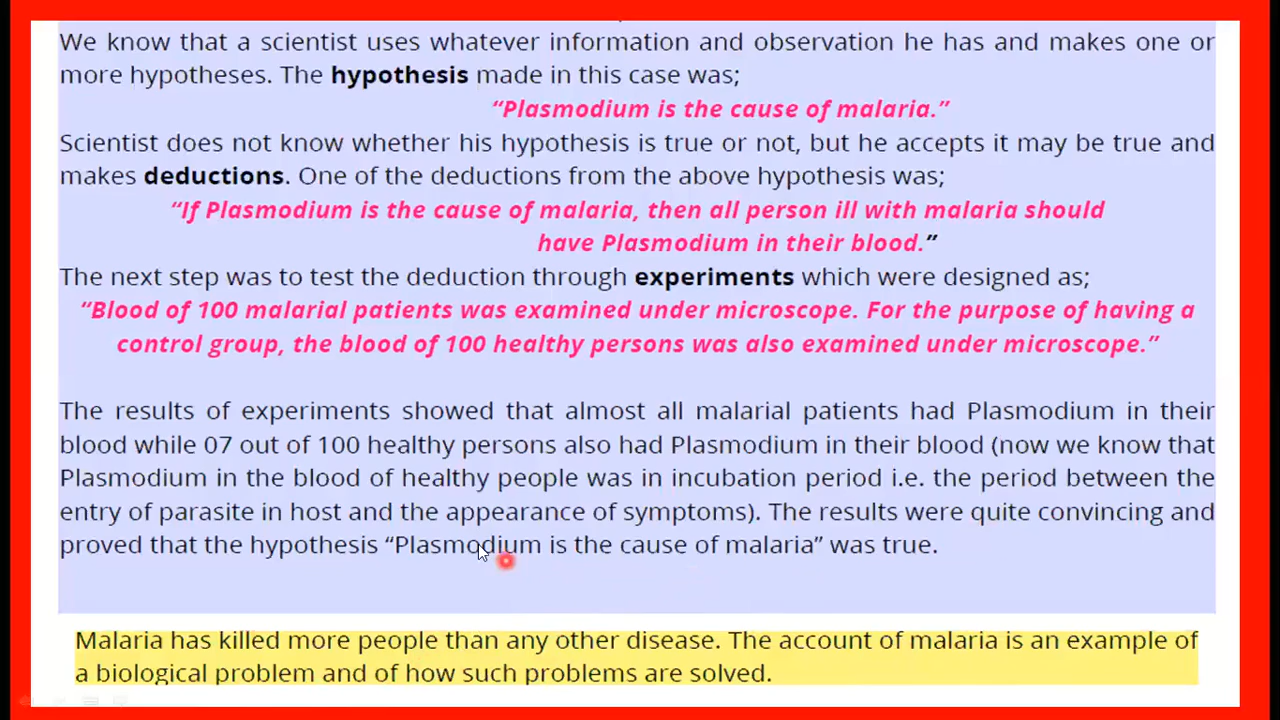 We know that a scientist uses whatever information and observation he has and makes one or
more hypotheses. The hypothesis made in this case was;
“Plasmodium is the cause of malaria.”
Scientist does not know whether his hypothesis is true or not, but he accepts it may be true and
makes deductions. One of the deductions from the above hypothesis was;
“If Plasmodium is the cause of malaria, then all person ill with malaria should
have Plasmodium in their blood.”
The next step was to test the deduction through experiments which were designed as;
“Blood of 100 malarial patients was examined under microscope. For the purpose of having a
control group, the blood of 100 healthy persons was also examined under microscope.”
The results of experiments showed that almost all malarial patients had Plasmodium in their
blood while 07 out of 100 healthy persons also had Plasmodium in their blood (now we know that
Plasmodium in the blood of healthy people was in incubation period i.e. the period between the
entry of parasite in host and the appearance of symptoms). The results were quite convincing and
proved that the hypothesis “Plasmodium is the cause of malaria” was true.
Malaria has killed more people than any other disease. The account of malaria is an example of
a biological problem and of how such problems are solved.